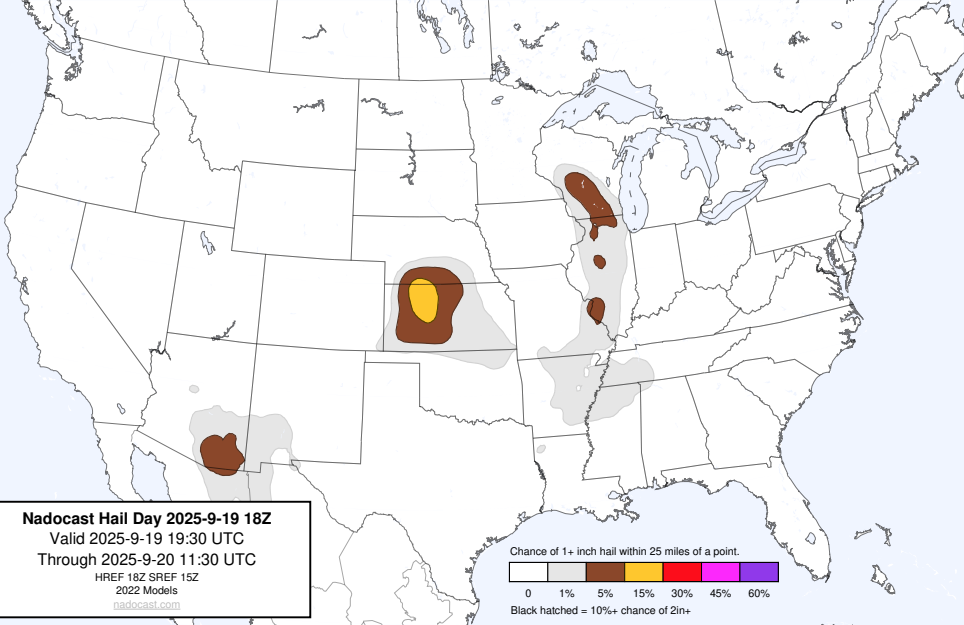 Nadocast Hail Day 2025-9-19 18Z
Valid 2025-9-19 19:30 UTC
Through 2025-9-20 11:30 UTC
HREF 18Z SREF 15Z
2022 Models
nadocast.com
Chance of 1+ inch hail within 25 miles of a point.
0 1% 5% 15% 30% 45% 60%
Black hatched = 10%+ chance of 2in+